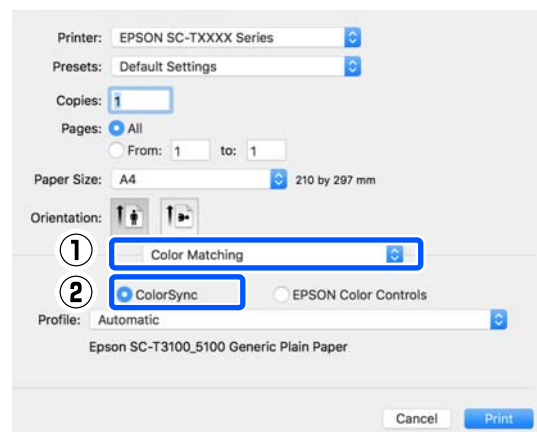 Printer: EPSON SC-TXXXX Series
Presets: Default Settings
Copies: 1
Pages: All
From: 1 to: 1
Paper Size: A4 210 by 297 mm
Orientation:
① Color Matching
② ColorSync EPSON Color Controls
Profile: Automatic
Epson SC-T3100_5100 Generic Plain Paper
Cancel Print